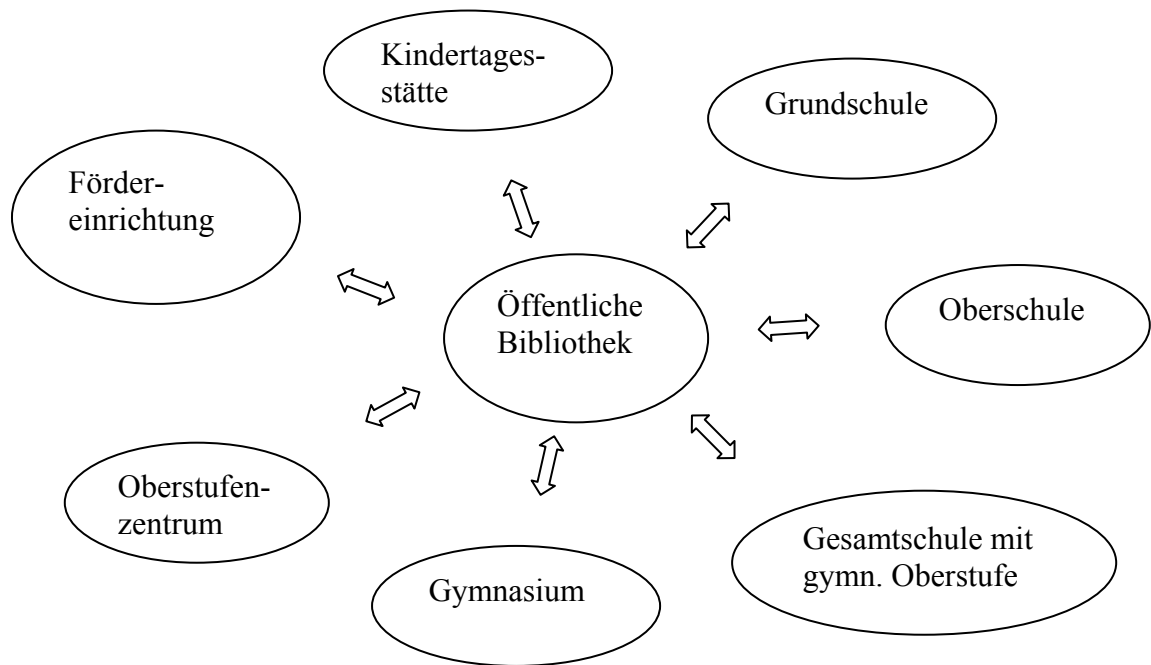 Kindertages-
stätte
Grundschule
Förder-
einrichtung
Öffentliche
Bibliothek
Oberschule
Oberstufen-
zentrum
Gymnasium
Gesamtschule mit
gymn. Oberstufe